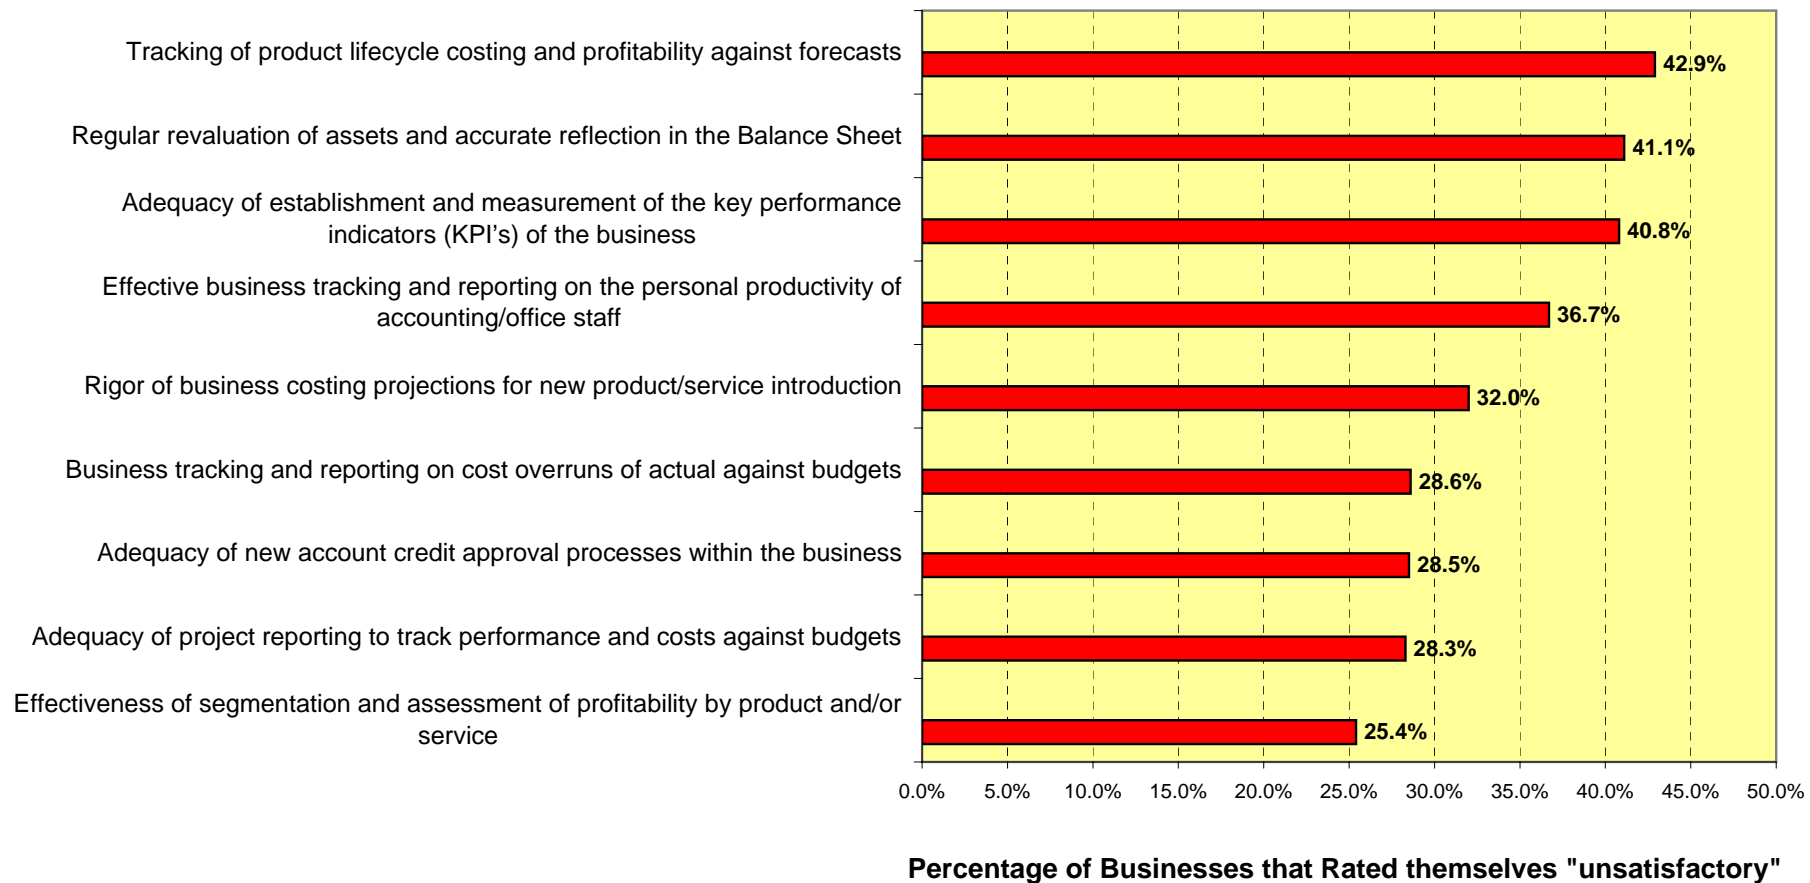 Tracking of product lifecycle costing and profitability against forecasts
42.9%
Regular revaluation of assets and accurate reflection in the Balance Sheet
41.1%
Adequacy of establishment and measurement of the key performance
indicators (KPI's) of the business
40.8%
Effective business tracking and reporting on the personal productivity of
accounting/office staff
36.7%
Rigor of business costing projections for new product/service introduction
32.0%
Business tracking and reporting on cost overruns of actual against budgets
28.6%
Adequacy of new account credit approval processes within the business
28.5%
Adequacy of project reporting to track performance and costs against budgets
28.3%
Effectiveness of segmentation and assessment of profitability by product and/or
service
25.4%
0.0% 5.0% 10.0% 15.0% 20.0% 25.0% 30.0% 35.0% 40.0% 45.0% 50.0%
Percentage of Businesses that Rated themselves "unsatisfactory"